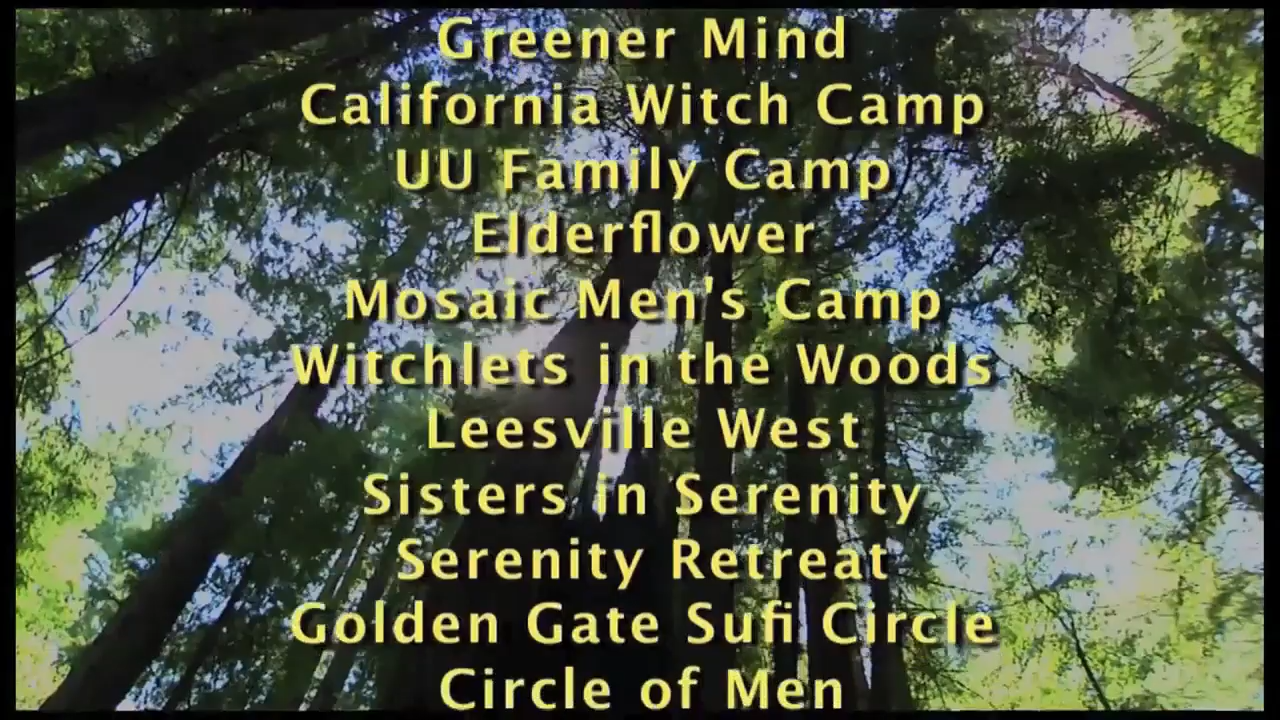 Greener Mind
California Witch Camp
UU Family Camp
Elderflower
Mosaic Men's Camp
Witchlets in the Woods
Leesville West
Sisters in Serenity
Serenity Retreat
Golden Gate Sufi Circle
Circle of Men